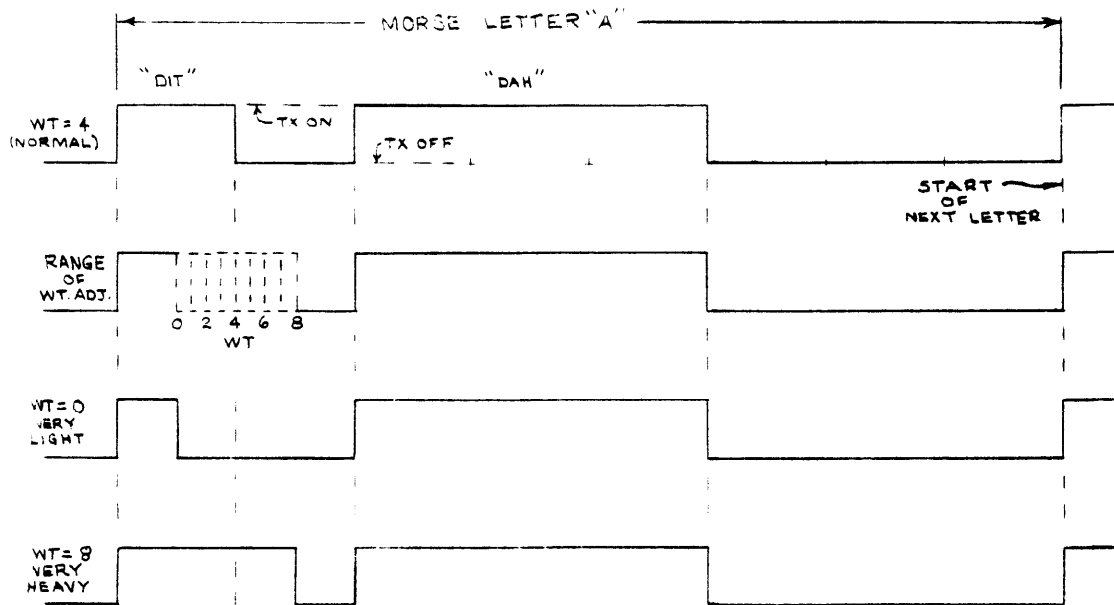 MORSE LETTER "A"
"DIT"
"DAH"
WT = 4
(NORMAL)
TX ON
TX OFF
START
OF
NEXT LETTER
RANGE
OF
WT. ADJ.
0 2 4 6 8
WT
WT = 0
VERY
LIGHT
WT = 8
VERY
HEAVY